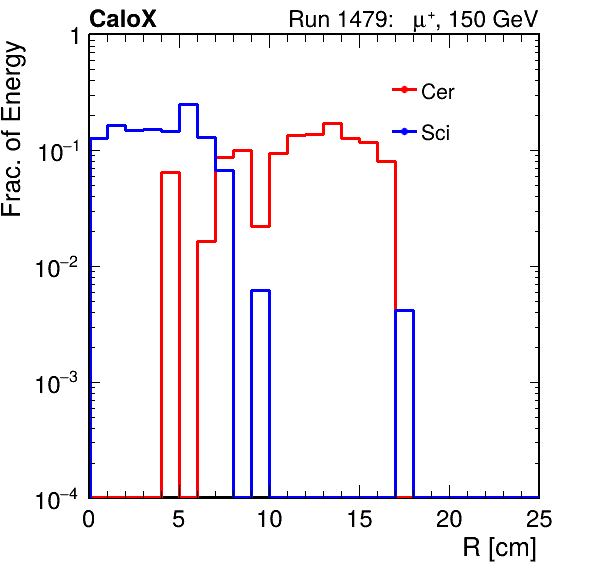 CaloX Run 1479: μ⁺, 150 GeV
Frac. of Energy
1
10⁻¹
10⁻²
10⁻³
10⁻⁴
Cer
Sci
0 5 10 15 20 25
R [cm]